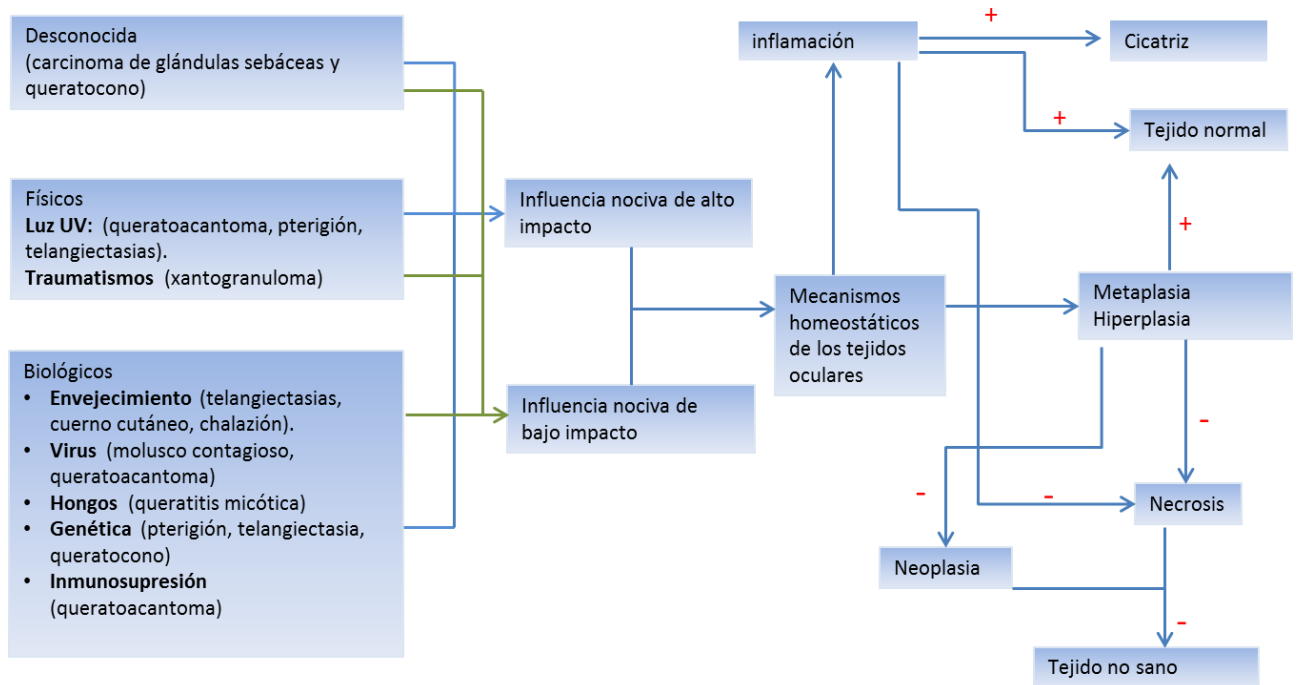 Desconocida
(carcinoma de glándulas sebáceas y
queratocono)
Físicos
Luz UV: (queratoacantoma, pterigión,
telangiectasias).
Traumatismos (xantogranuloma)
Biológicos
• Envejecimiento (telangiectasias,
cuerno cutáneo, chalazión).
• Virus (molusco contagioso,
queratoacantoma)
• Hongos (queratitis micótica)
• Genética (pterigión, telangiectasia,
queratocono)
• Inmunosupresión
(queratoacantoma)
Influencia nociva de alto
impacto
Influencia nociva de
bajo impacto
Mecanismos
homeostáticos
de los tejidos
oculares
inflamación
+
Cicatriz
+
Tejido normal
+
Metaplasia
Hiperplasia
-
-
-
Necrosis
Neoplasia
-
Tejido no sano